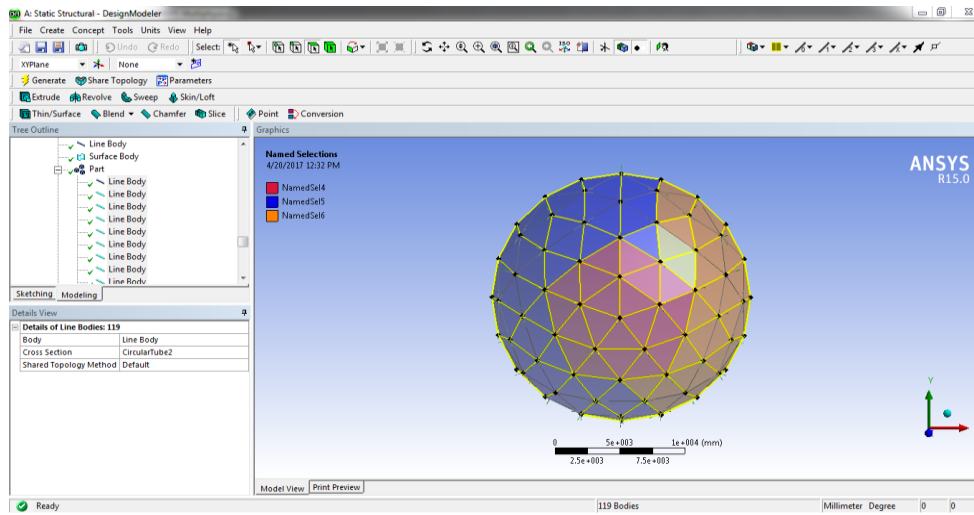 A: Static Structural - DesignModeler
File Create Concept Tools Units View Help
Undo Redo Select:
XYPlane None
Generate Share Topology Parameters
Extrude Revolve Sweep Skin/Loft
Thin/Surface Blend Chamfer Slice Point Conversion
Tree Outline
Line Body
Surface Body
Part
Line Body
Line Body
Line Body
Line Body
Line Body
Line Body
Line Body
Line Body
Line Body
Sketching Modeling
Details View
Details of Line Bodies: 119
Body Line Body
Cross Section CircularTube2
Shared Topology Method Default
Graphics
Named Selections
4/20/2017 12:32 PM
NamedSel4
NamedSel5
NamedSel6
ANSYS
R15.0
0 5e+003 1e+004 (mm)
2.5e+003 7.5e+003
Y
Model View Print Preview
Ready 119 Bodies Millimeter Degree 0 0